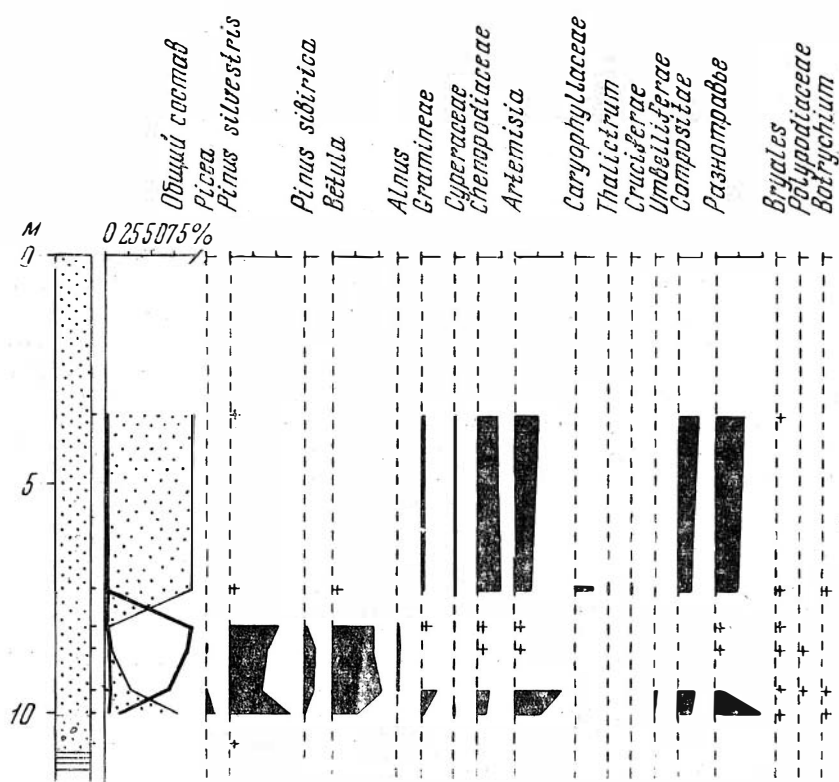 Общий состав
Picea
Pinus silvestris
Pinus sibirica
Betula
Alnus
Gramineae
Cyperaceae
Chenopodiaceae
Artemisia
Caryophyllaceae
Thalictrum
Cruciferae
Umbelliferae
Compositae
Разнотравье
Bryales
Polypodiaceae
Botrychium
м
0 25 50 75 %
0
5
10